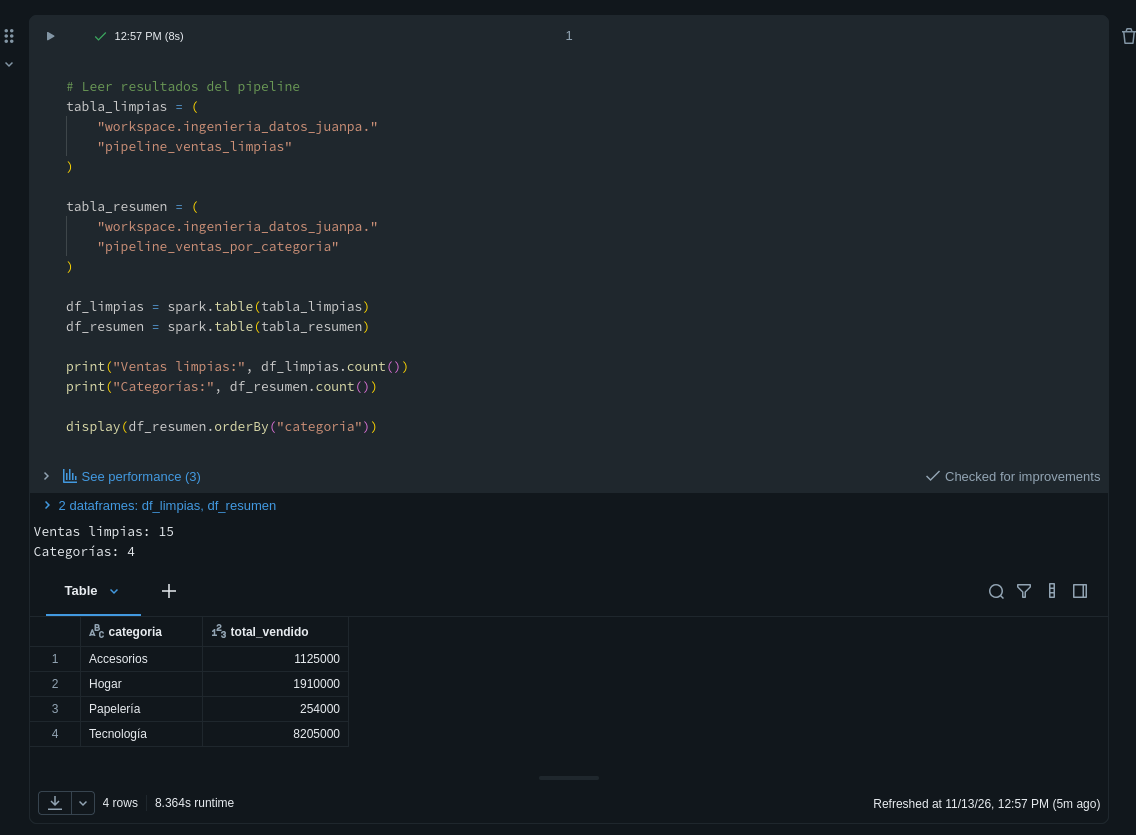 12:57 PM (8s)
1
# Leer resultados del pipeline
tabla_limpias = (
    "workspace.ingenieria_datos_juanpa."
    "pipeline_ventas_limpias"
)
tabla_resumen = (
    "workspace.ingenieria_datos_juanpa."
    "pipeline_ventas_por_categoria"
)
df_limpias = spark.table(tabla_limpias)
df_resumen = spark.table(tabla_resumen)
print("Ventas limpias:", df_limpias.count())
print("Categorías:", df_resumen.count())
display(df_resumen.orderBy("categoria"))
See performance (3) Checked for improvements
2 dataframes: df_limpias, df_resumen
Ventas limpias: 15
Categorías: 4
Table
categoria total_vendido
1 Accesorios 1125000
2 Hogar 1910000
3 Papelería 254000
4 Tecnología 8205000
4 rows 8.364s runtime Refreshed at 11/13/26, 12:57 PM (5m ago)